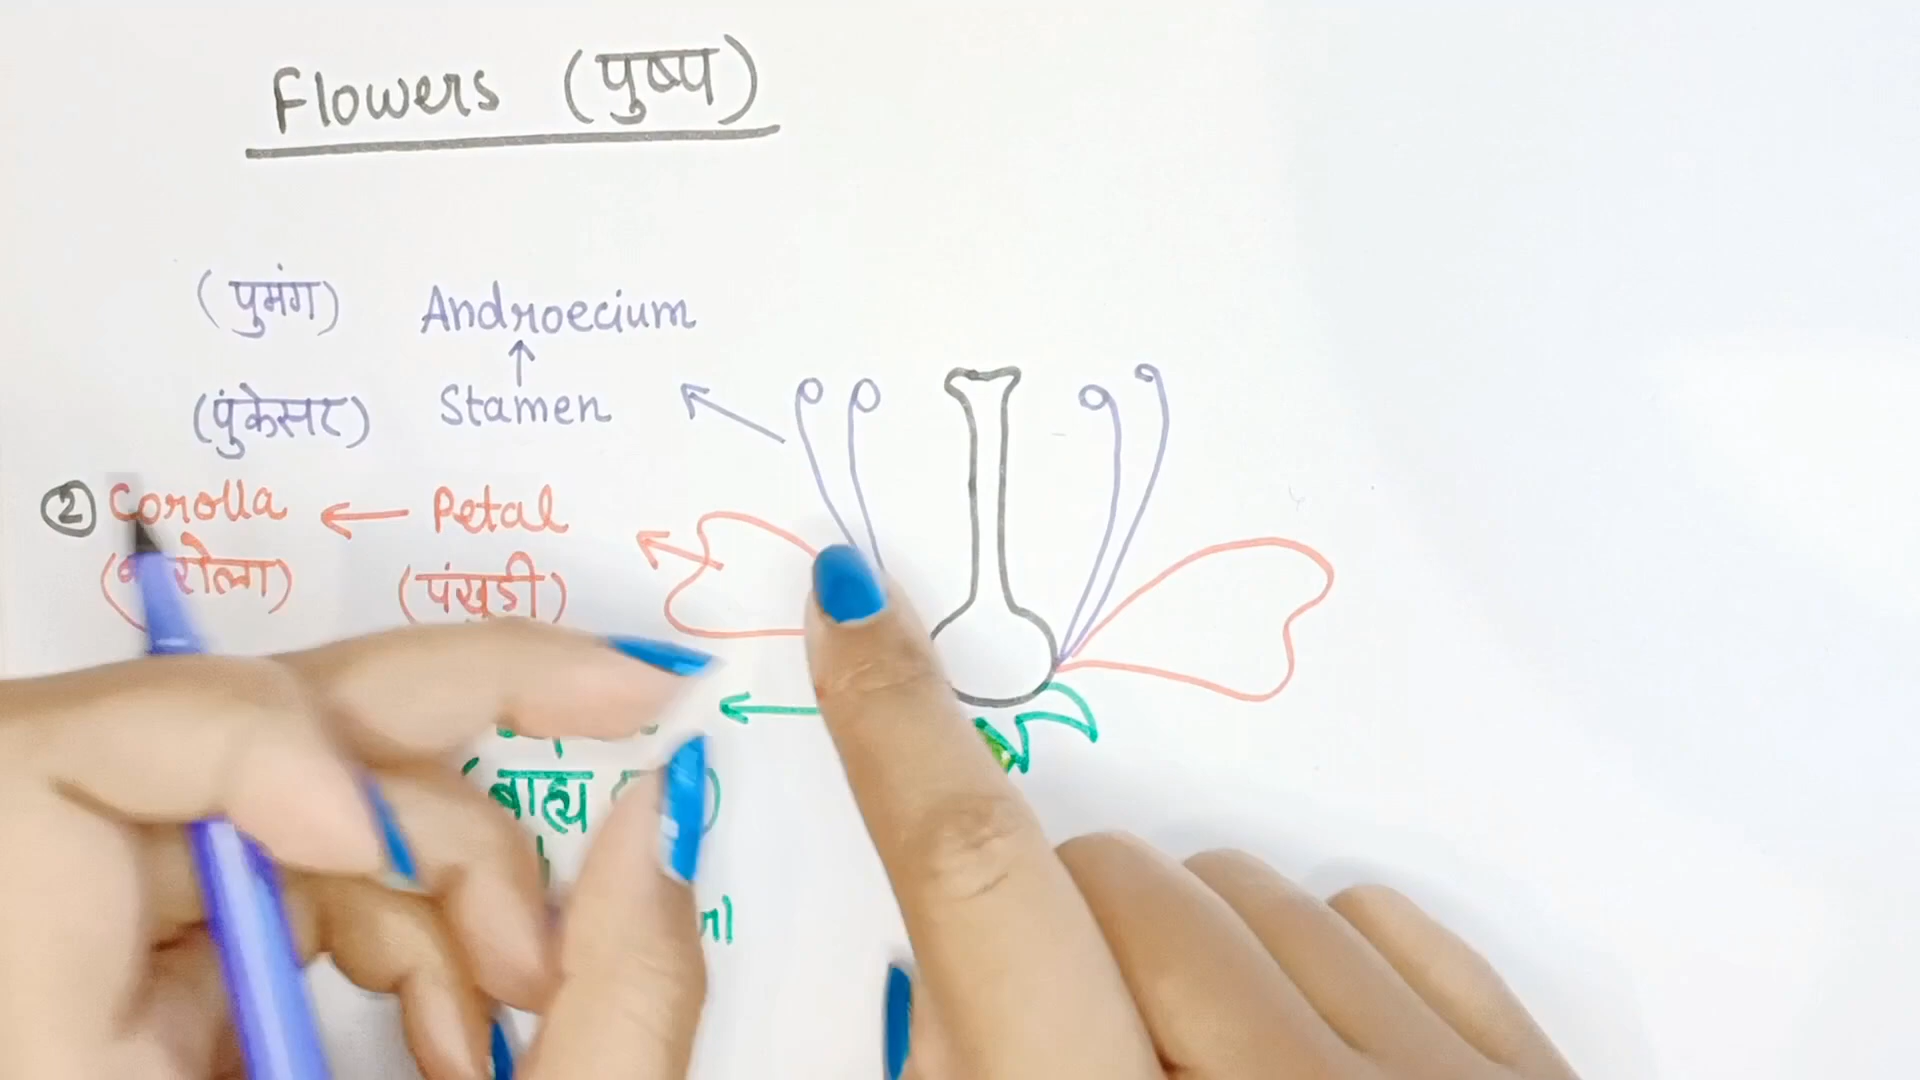 Flowers (पुष्प)
(पुमंग) Androecium
(पुंकेसर) Stamen
② Corolla ← Petal
(पंखुडी)
(बाह्य